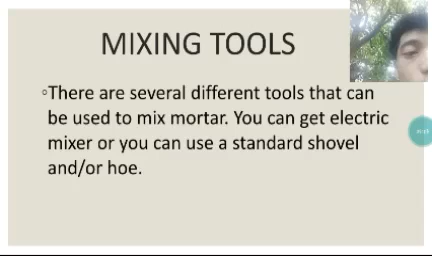 MIXING TOOLS
◦There are several different tools that can
be used to mix mortar. You can get electric
mixer or you can use a standard shovel
and/or hoe.